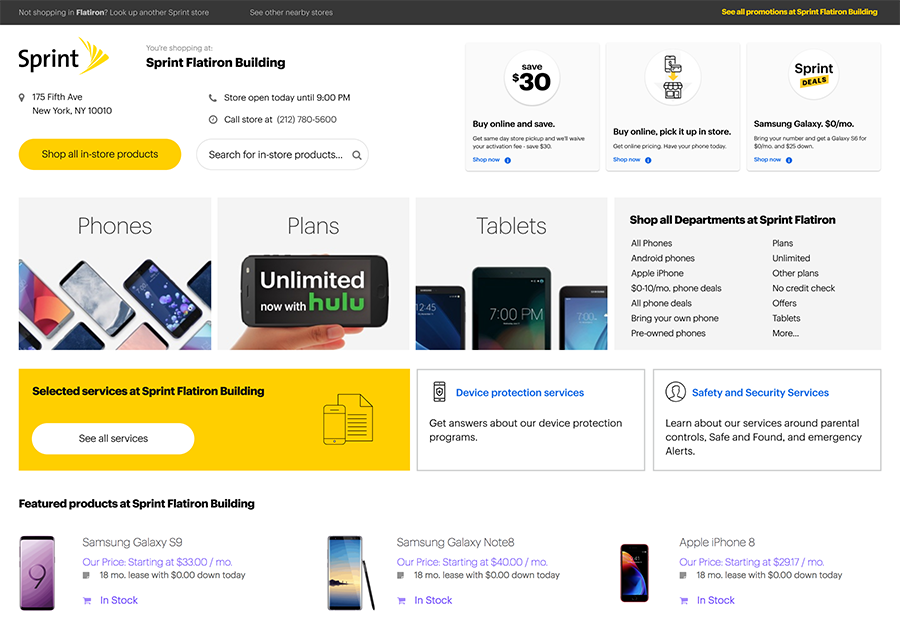 Not shopping in Flatiron? Look up another Sprint store
See other nearby stores
See all promotions at Sprint Flatiron Building
Sprint
You're shopping at:
Sprint Flatiron Building
175 Fifth Ave
New York, NY 10010
Store open today until 9:00 PM
Call store at (212) 780-5600
Shop all in-store products
Search for in-store products...
save
$30
Buy online and save.
Get same day store pickup and we'll waive
your activation fee - save $30.
Shop now
Buy online, pick it up in store.
Get online pricing. Have your phone today.
Shop now
Sprint
DEALS
Samsung Galaxy. $0/mo.
Bring your number and get a Galaxy S6 for
$0/mo. and $25 down.
Shop now
Phones
Plans
Unlimited
now with hulu
Tablets
12:45
7:00 PM
7:00
Shop all Departments at Sprint Flatiron
All Phones
Android phones
Apple iPhone
$0-10/mo. phone deals
All phone deals
Bring your own phone
Pre-owned phones
Plans
Unlimited
Other plans
No credit check
Offers
Tablets
More...
Selected services at Sprint Flatiron Building
See all services
Device protection services
Get answers about our device protection
programs.
Safety and Security Services
Learn about our services around parental
controls, Safe and Found, and emergency
Alerts.
Featured products at Sprint Flatiron Building
9
Samsung Galaxy S9
Our Price: Starting at $33.00 / mo.
18 mo. lease with $0.00 down today
In Stock
Samsung Galaxy Note8
Our Price: Starting at $40.00 / mo.
18 mo. lease with $0.00 down today
In Stock
Apple iPhone 8
Our Price: Starting at $29.17 / mo.
18 mo. lease with $0.00 down today
In Stock